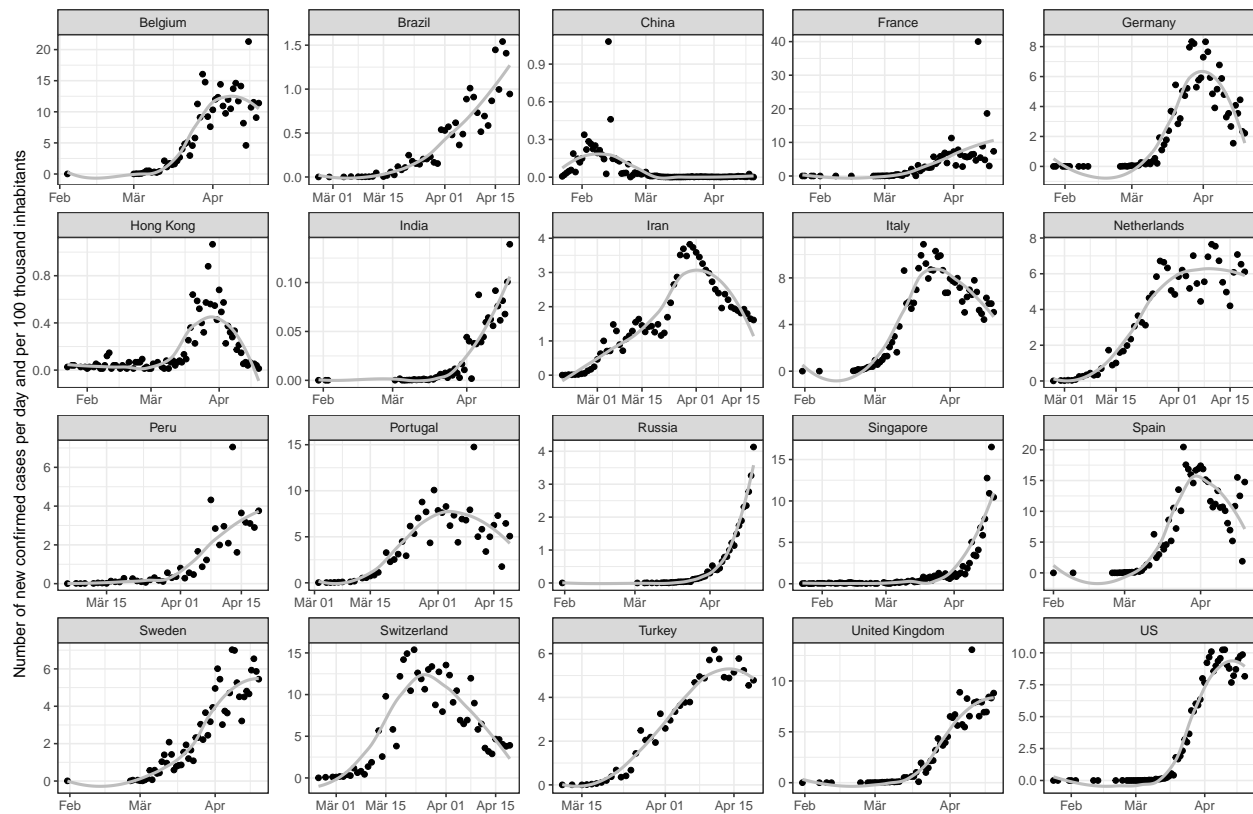 Number of new confirmed cases per day and per 100 thousand inhabitants
Belgium
20
15
10
5
0
Feb Mär Apr
Brazil
1.5
1.0
0.5
0.0
Mär 01 Mär 15 Apr 01 Apr 15
China
0.9
0.6
0.3
0.0
Feb Mär Apr
France
40
30
20
10
0
Feb Mär Apr
Germany
8
6
4
2
0
Feb Mär Apr
Hong Kong
0.8
0.4
0.0
Feb Mär Apr
India
0.10
0.05
0.00
Feb Mär Apr
Iran
4
3
2
1
0
Mär 01 Mär 15 Apr 01 Apr 15
Italy
8
4
0
Feb Mär Apr
Netherlands
8
6
4
2
0
Mär 01 Mär 15 Apr 01 Apr 15
Peru
6
4
2
0
Mär 15 Apr 01 Apr 15
Portugal
15
10
5
0
Mär 01 Mär 15 Apr 01 Apr 15
Russia
4
3
2
1
0
Feb Mär Apr
Singapore
15
10
5
0
Feb Mär Apr
Spain
20
15
10
5
0
Feb Mär Apr
Sweden
6
4
2
0
Feb Mär Apr
Switzerland
15
10
5
0
Mär 01 Mär 15 Apr 01 Apr 15
Turkey
6
4
2
0
Mär 15 Apr 01 Apr 15
United Kingdom
10
5
0
Feb Mär Apr
US
10.0
7.5
5.0
2.5
0.0
Feb Mär Apr